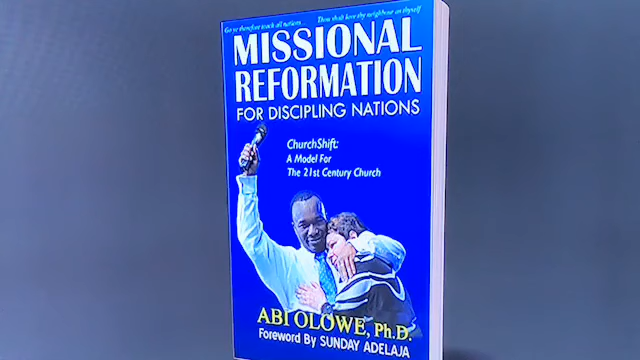 Go ye therefore teach all nations... Thou shalt love thy neighbour as thyself
MISSIONAL
REFORMATION
FOR DISCIPLING NATIONS
ChurchShift:
A Model For
The 21st Century Church
ABI OLOWE, Ph.D.
Foreword By SUNDAY ADELAJA